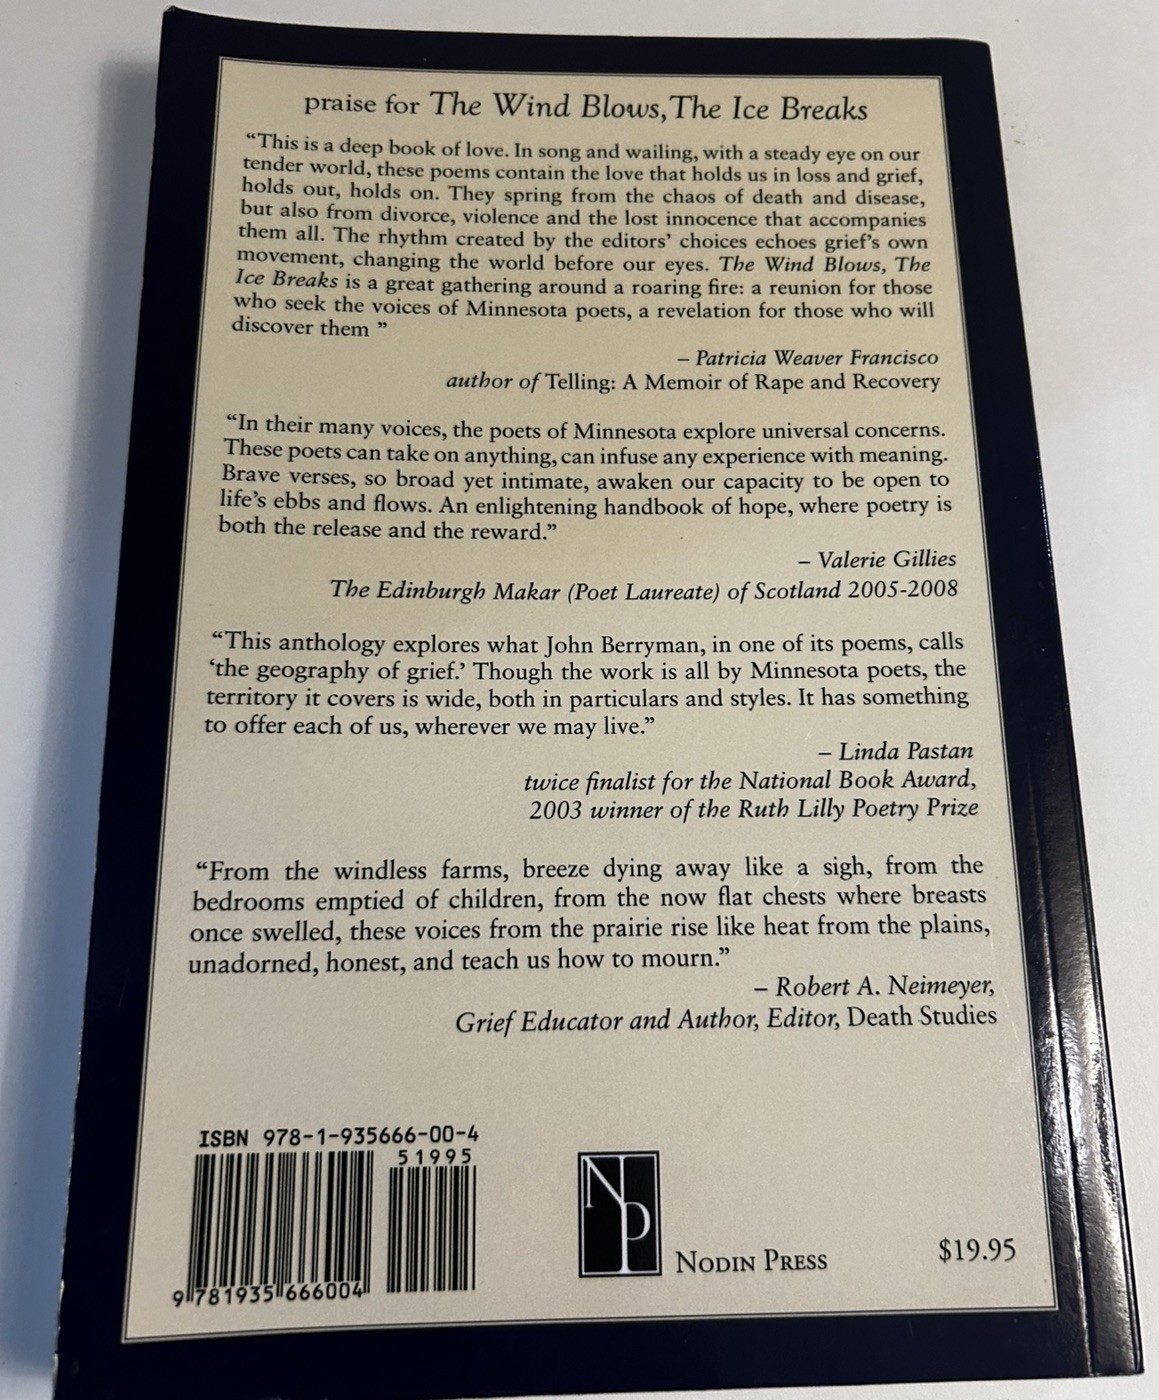 praise for The Wind Blows, The Ice Breaks
“This is a deep book of love. In song and wailing, with a steady eye on our
tender world, these poems contain the love that holds us in loss and grief,
holds out, holds on. They spring from the chaos of death and disease,
but also from divorce, violence and the lost innocence that accompanies
them all. The rhythm created by the editors’ choices echoes grief’s own
movement, changing the world before our eyes. The Wind Blows, The
Ice Breaks is a great gathering around a roaring fire: a reunion for those
who seek the voices of Minnesota poets, a revelation for those who will
discover them ”
– Patricia Weaver Francisco
author of Telling: A Memoir of Rape and Recovery
“In their many voices, the poets of Minnesota explore universal concerns.
These poets can take on anything, can infuse any experience with meaning.
Brave verses, so broad yet intimate, awaken our capacity to be open to
life’s ebbs and flows. An enlightening handbook of hope, where poetry is
both the release and the reward.”
– Valerie Gillies
The Edinburgh Makar (Poet Laureate) of Scotland 2005-2008
“This anthology explores what John Berryman, in one of its poems, calls
‘the geography of grief.’ Though the work is all by Minnesota poets, the
territory it covers is wide, both in particulars and styles. It has something
to offer each of us, wherever we may live.”
– Linda Pastan
twice finalist for the National Book Award,
2003 winner of the Ruth Lilly Poetry Prize
“From the windless farms, breeze dying away like a sigh, from the
bedrooms emptied of children, from the now flat chests where breasts
once swelled, these voices from the prairie rise like heat from the plains,
unadorned, honest, and teach us how to mourn.”
– Robert A. Neimeyer,
Grief Educator and Author, Editor, Death Studies
ISBN 978-1-935666-00-4
51995
9 781935 666004
NP
Nodin Press
$19.95